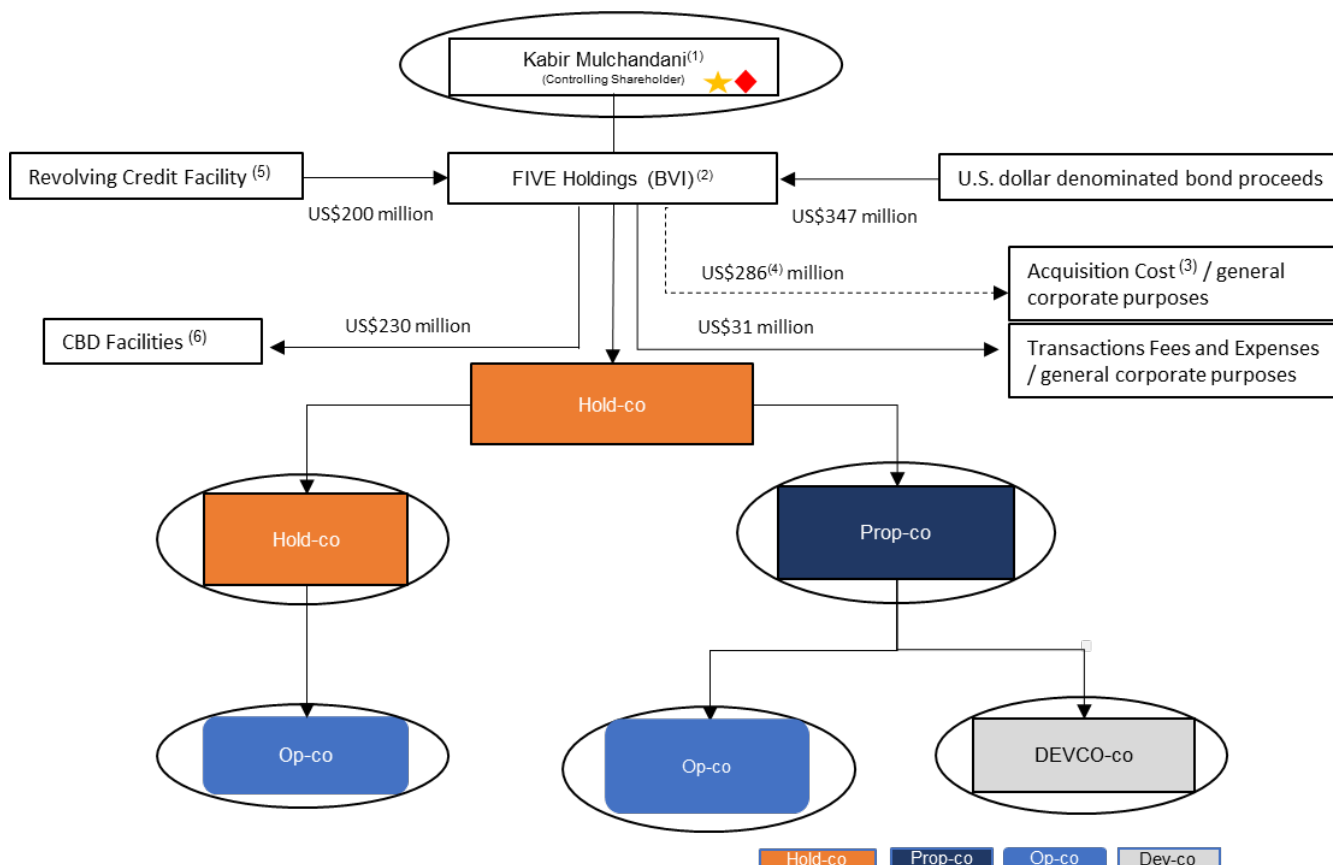 Kabir Mulchandani(1)
(Controlling Shareholder)
Revolving Credit Facility (5)
FIVE Holdings (BVI)(2)
U.S. dollar denominated bond proceeds
US$200 million
US$347 million
US$286(4) million
Acquisition Cost (3) / general
corporate purposes
CBD Facilities (6)
US$230 million
US$31 million
Transactions Fees and Expenses
/ general corporate purposes
Hold-co
Hold-co
Prop-co
Op-co
Op-co
DEVCO-co
Hold-co
Prop-co
Op-co
Dev-co